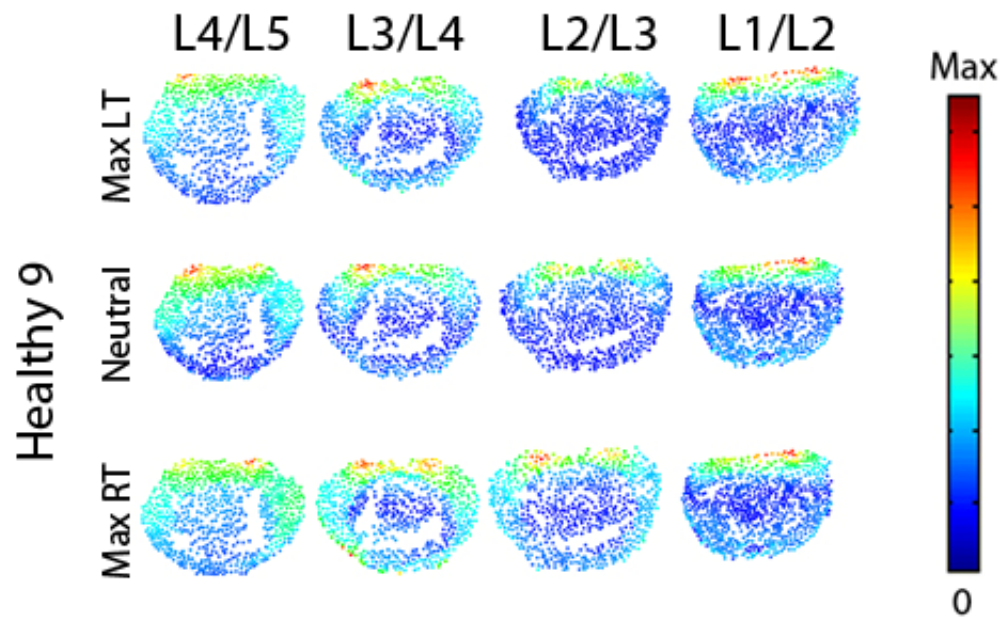 L4/L5 L3/L4 L2/L3 L1/L2
Max
Max LT
Healthy 9
Neutral
Max RT
0